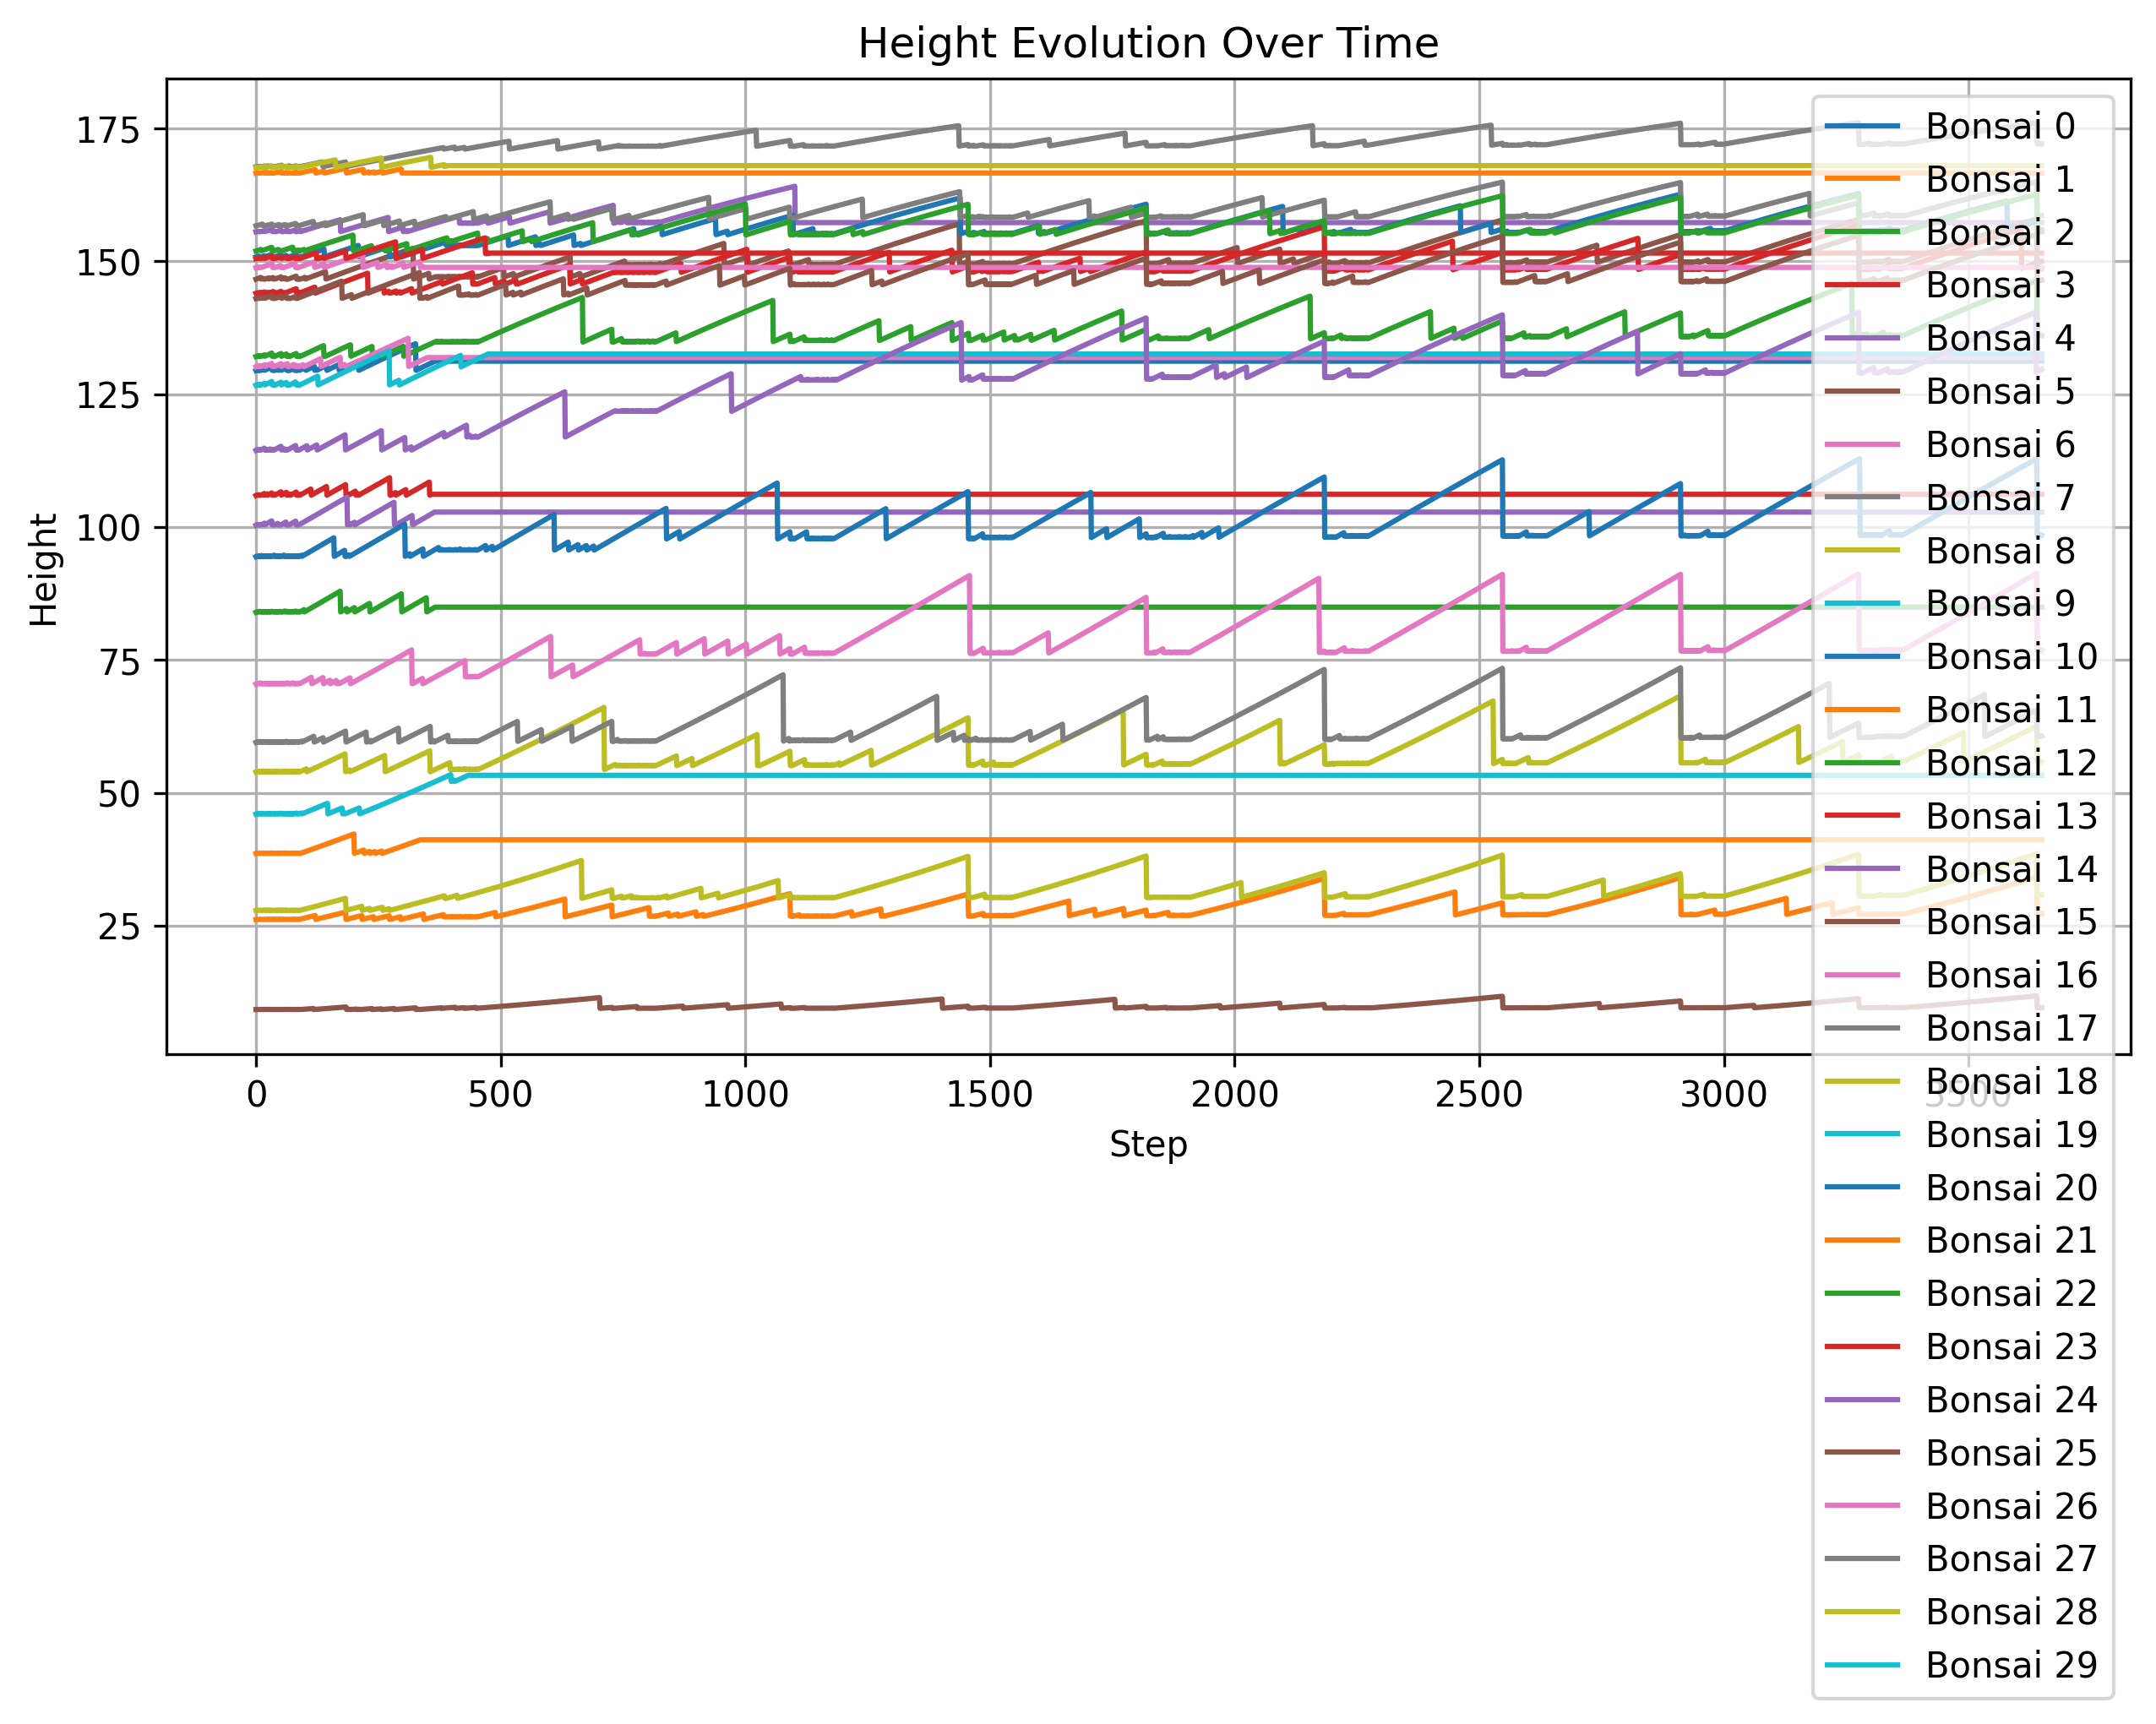 Height Evolution Over Time
Height
175
150
125
100
75
50
25
0
500
1000
1500
2000
2500
3000
3500
Step
Bonsai 0
Bonsai 1
Bonsai 2
Bonsai 3
Bonsai 4
Bonsai 5
Bonsai 6
Bonsai 7
Bonsai 8
Bonsai 9
Bonsai 10
Bonsai 11
Bonsai 12
Bonsai 13
Bonsai 14
Bonsai 15
Bonsai 16
Bonsai 17
Bonsai 18
Bonsai 19
Bonsai 20
Bonsai 21
Bonsai 22
Bonsai 23
Bonsai 24
Bonsai 25
Bonsai 26
Bonsai 27
Bonsai 28
Bonsai 29